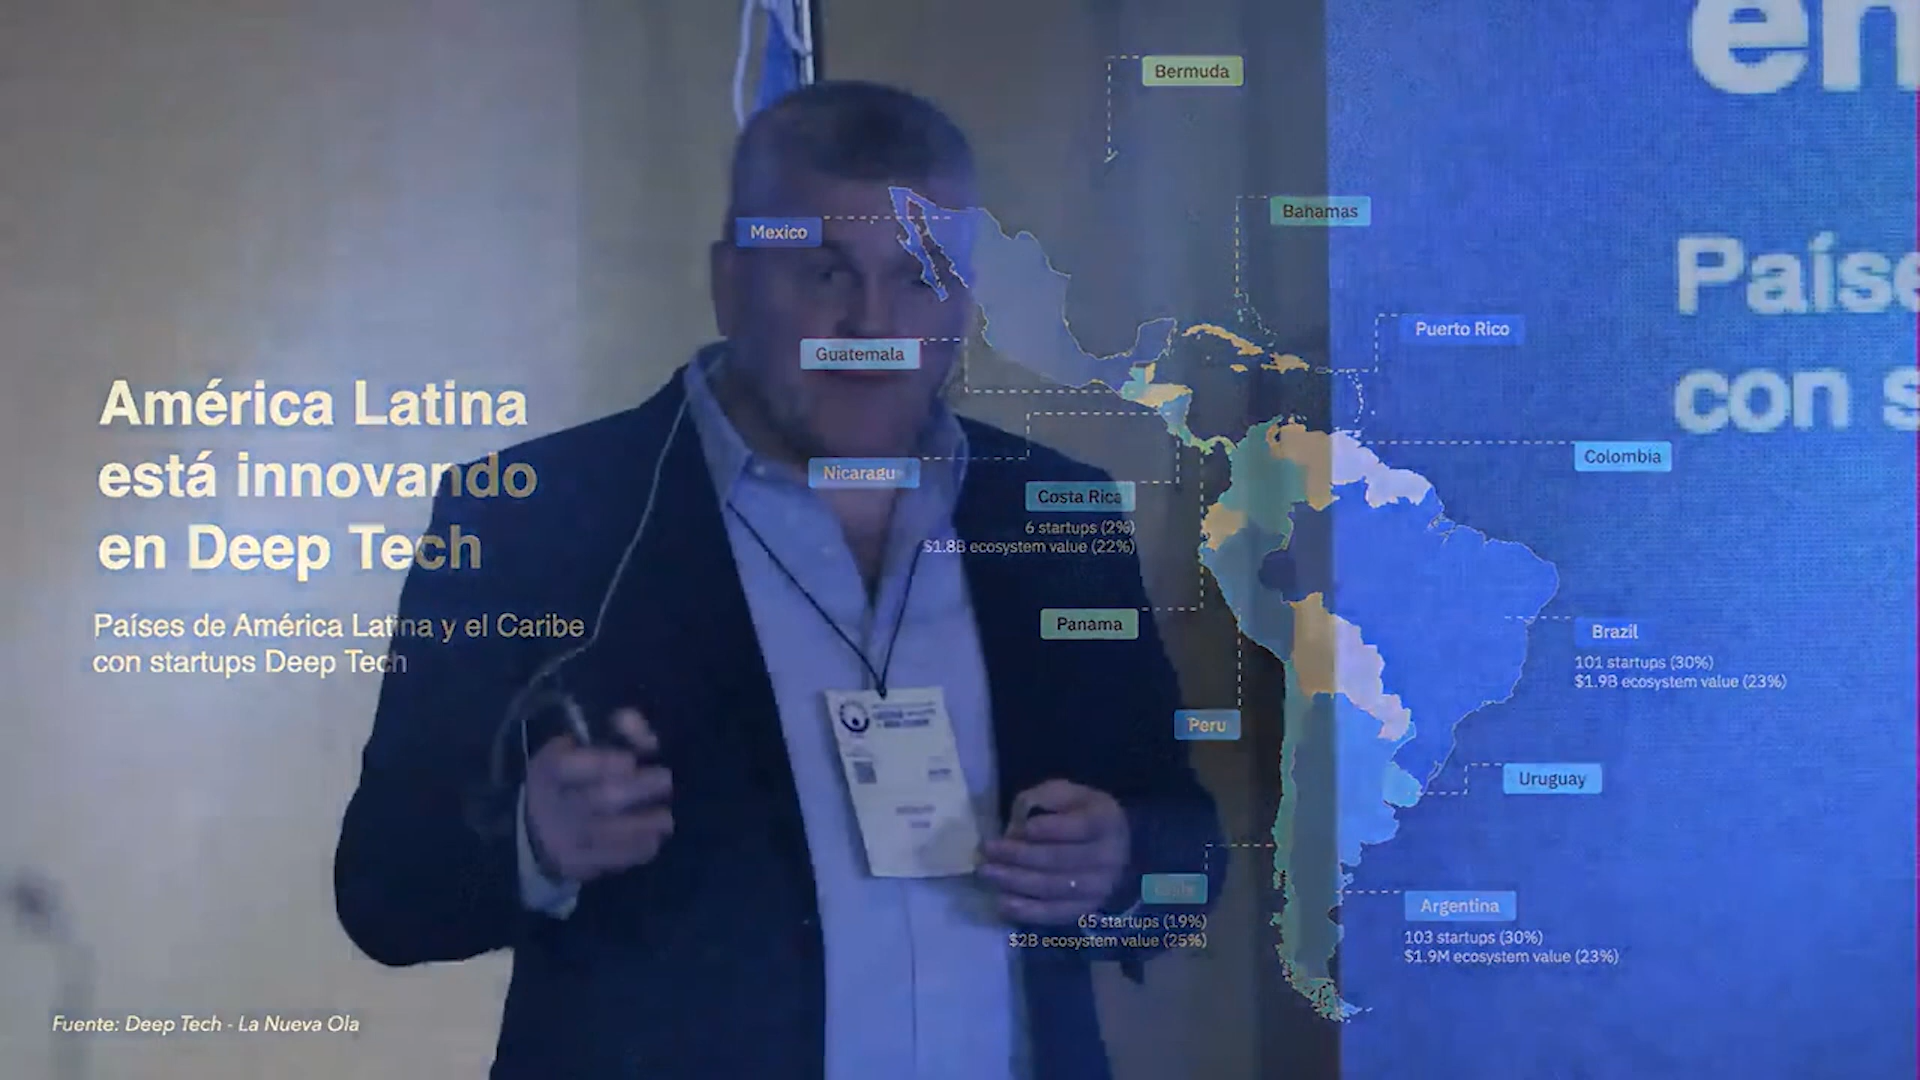 en
Bermuda
Bahamas
Mexico
Puerto Rico
Guatemala
América Latina
está innovando
en Deep Tech
Países de América Latina y el Caribe
con startups Deep Tech
Nicaragu
Colombia
Costa Rica
6 startups (2%)
$1.8B ecosystem value (22%)
Panama
Brazil
101 startups (30%)
$1.9B ecosystem value (23%)
Peru
Uruguay
65 startups (19%)
$2B ecosystem value (25%)
Argentina
103 startups (30%)
$1.9M ecosystem value (23%)
Fuente: Deep Tech - La Nueva Ola
Paíse
con s